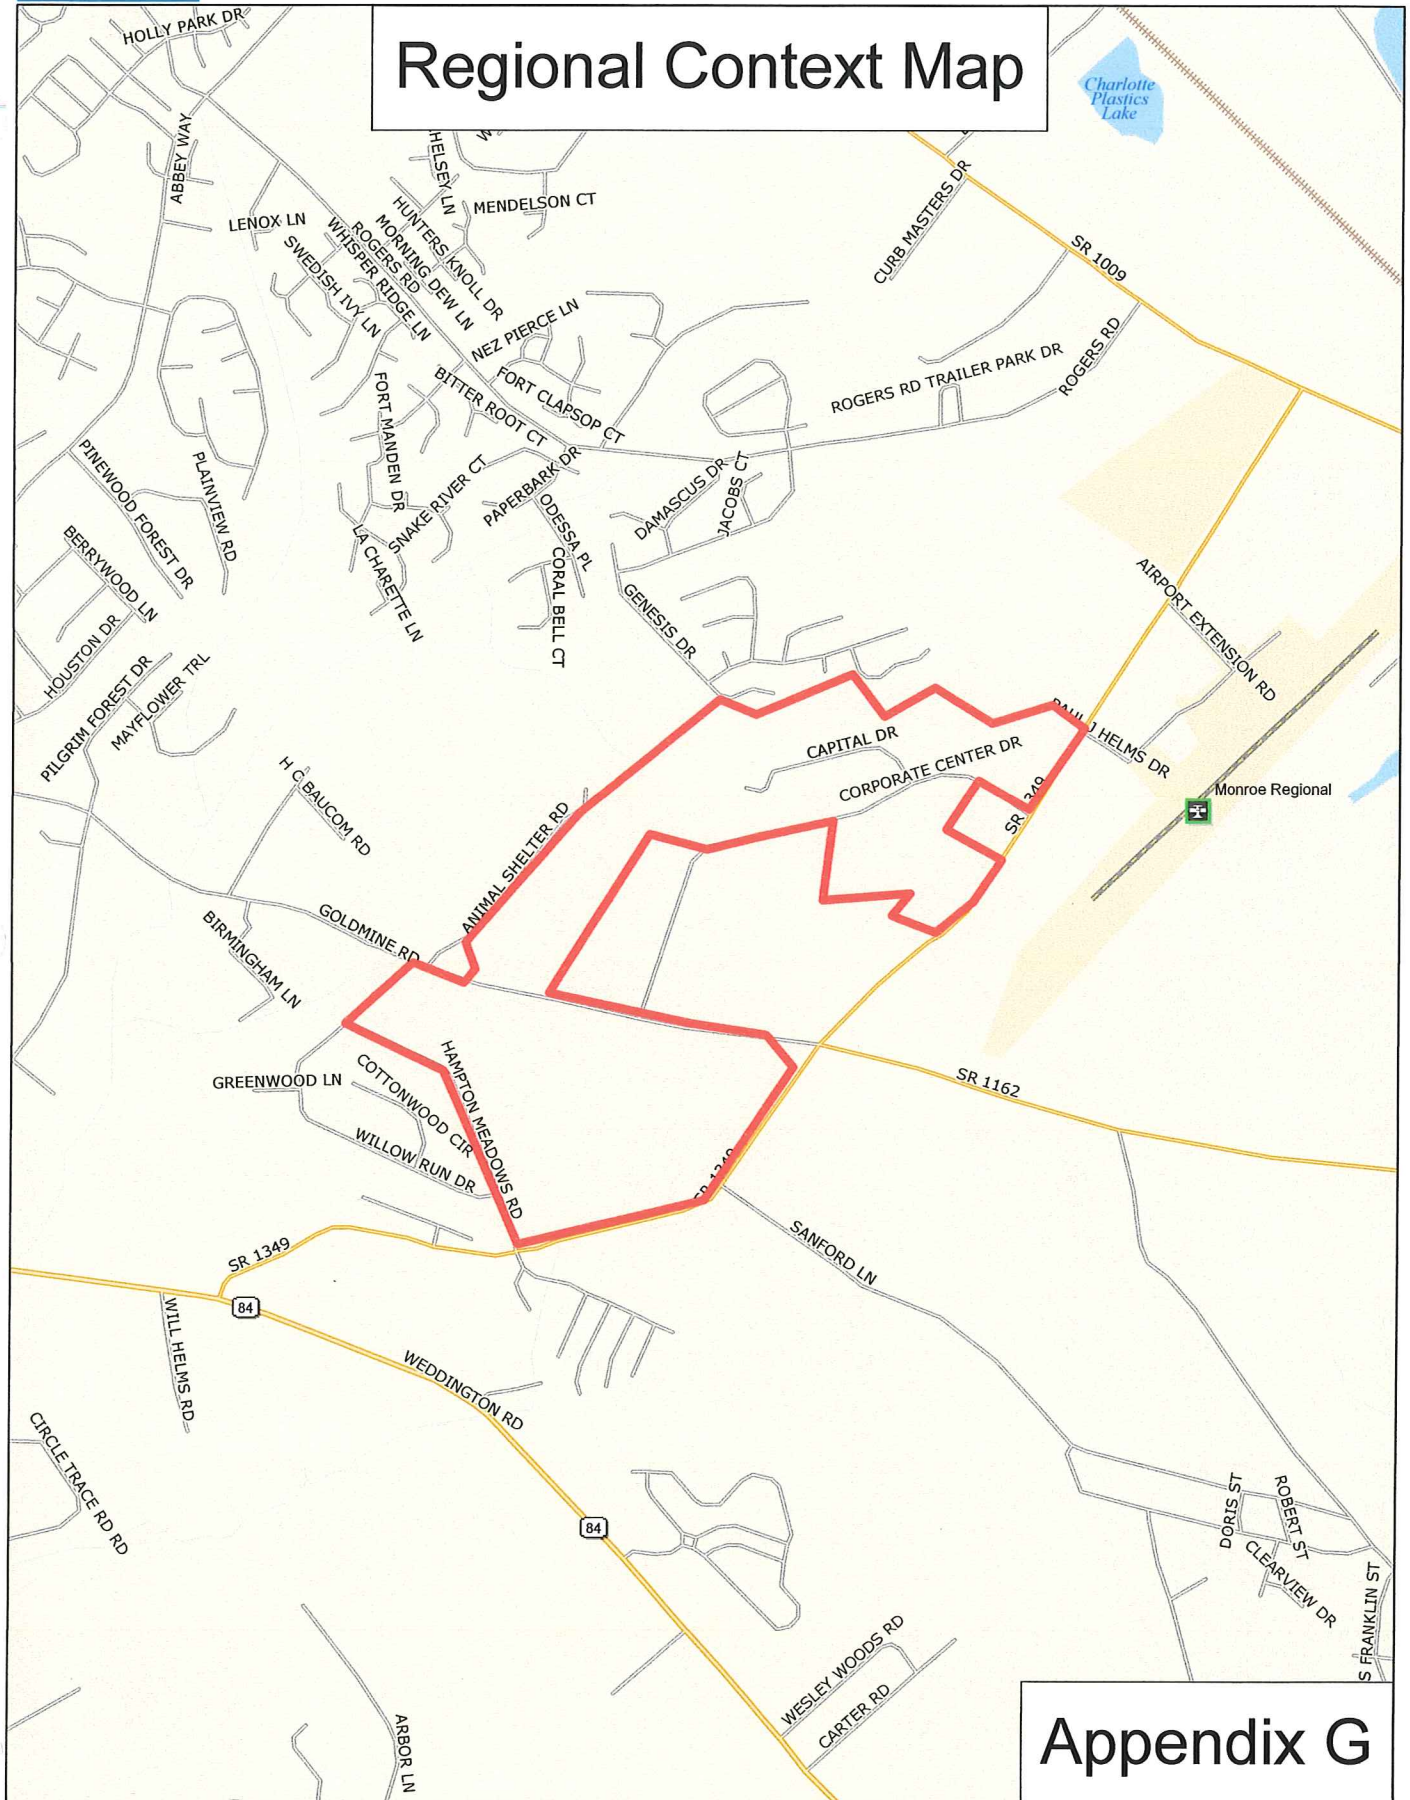 Regional Context Map
HOLLY PARK DR
Charlotte
Plastics
Lake
ABBEY WAY
HELSEY LN
MENDELSON CT
CURB MASTERS DR
LENOX LN
HUNTERS KNOLL DR
MORNING DEW LN
ROGERS RD
WHISPER RIDGE LN
SWEDISH IVY LN
SR 1009
NEZ PIERCE LN
ROGERS RD
ROGERS RD TRAILER PARK DR
FORT CLAPSOP CT
BITTER ROOT CT
FORT MANDEN DR
PINEWOOD FOREST DR
PLAINVIEW RD
SNAKE RIVER CT
PAPERBARK DR
DAMASCUS DR
JACOBS CT
ODESSA PL
LA CHARETTE LN
CORAL BELL CT
BERRYWOOD LN
HOUSTON DR
GENESIS DR
AIRPORT EXTENSION RD
PILGRIM FOREST DR
MAYFLOWER TRL
PAUL J HELMS DR
CAPITAL DR
CORPORATE CENTER DR
H C BAUCOM RD
Monroe Regional
SR 1349
ANIMAL SHELTER RD
GOLDMINE RD
BIRMINGHAM LN
HAMPTON MEADOWS RD
COTTONWOOD CIR
GREENWOOD LN
SR 1162
WILLOW RUN DR
SR 1349
SANFORD LN
SR 1349
84
WILL HELMS RD
WEDDINGTON RD
CIRCLE TRACE RD RD
84
DORIS ST
ROBERT ST
CLEARVIEW DR
S FRANKLIN ST
WESLEY WOODS RD
CARTER RD
ARBOR LN
Appendix G